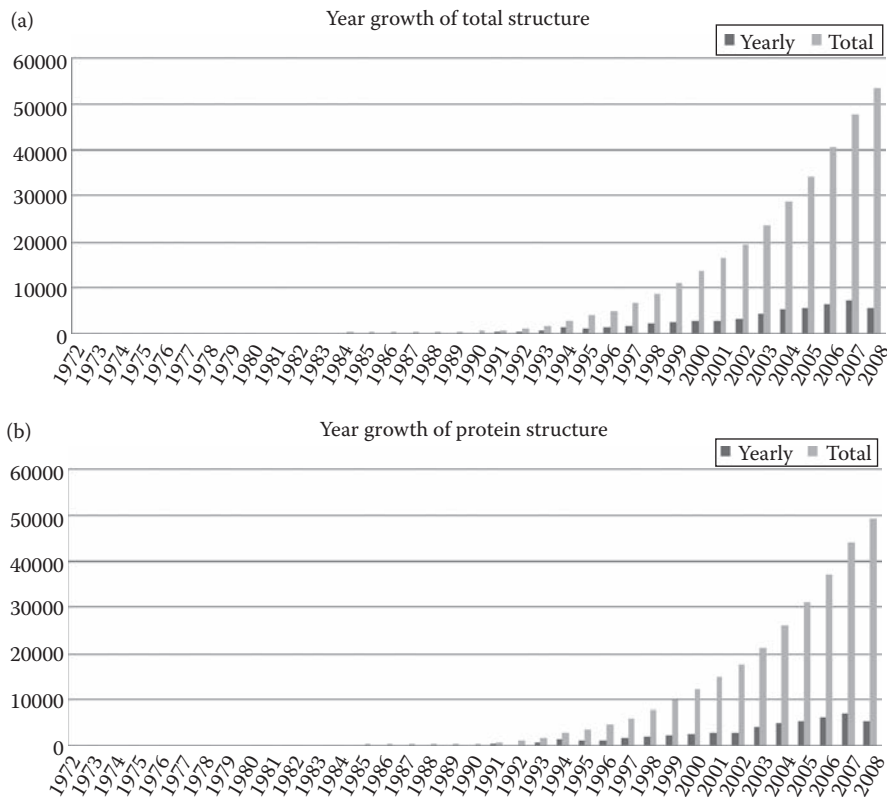 (a)
Year growth of total structure
Yearly Total
60000
50000
40000
30000
20000
10000
0
1972 1973 1974 1975 1976 1977 1978 1979 1980 1981 1982 1983 1984 1985 1986 1987 1988 1989 1990 1991 1992 1993 1994 1995 1996 1997 1998 1999 2000 2001 2002 2003 2004 2005 2006 2007 2008
(b)
Year growth of protein structure
Yearly Total
60000
50000
40000
30000
20000
10000
0
1972 1973 1974 1975 1976 1977 1978 1979 1980 1981 1982 1983 1984 1985 1986 1987 1988 1989 1990 1991 1992 1993 1994 1995 1996 1997 1998 1999 2000 2001 2002 2003 2004 2005 2006 2007 2008